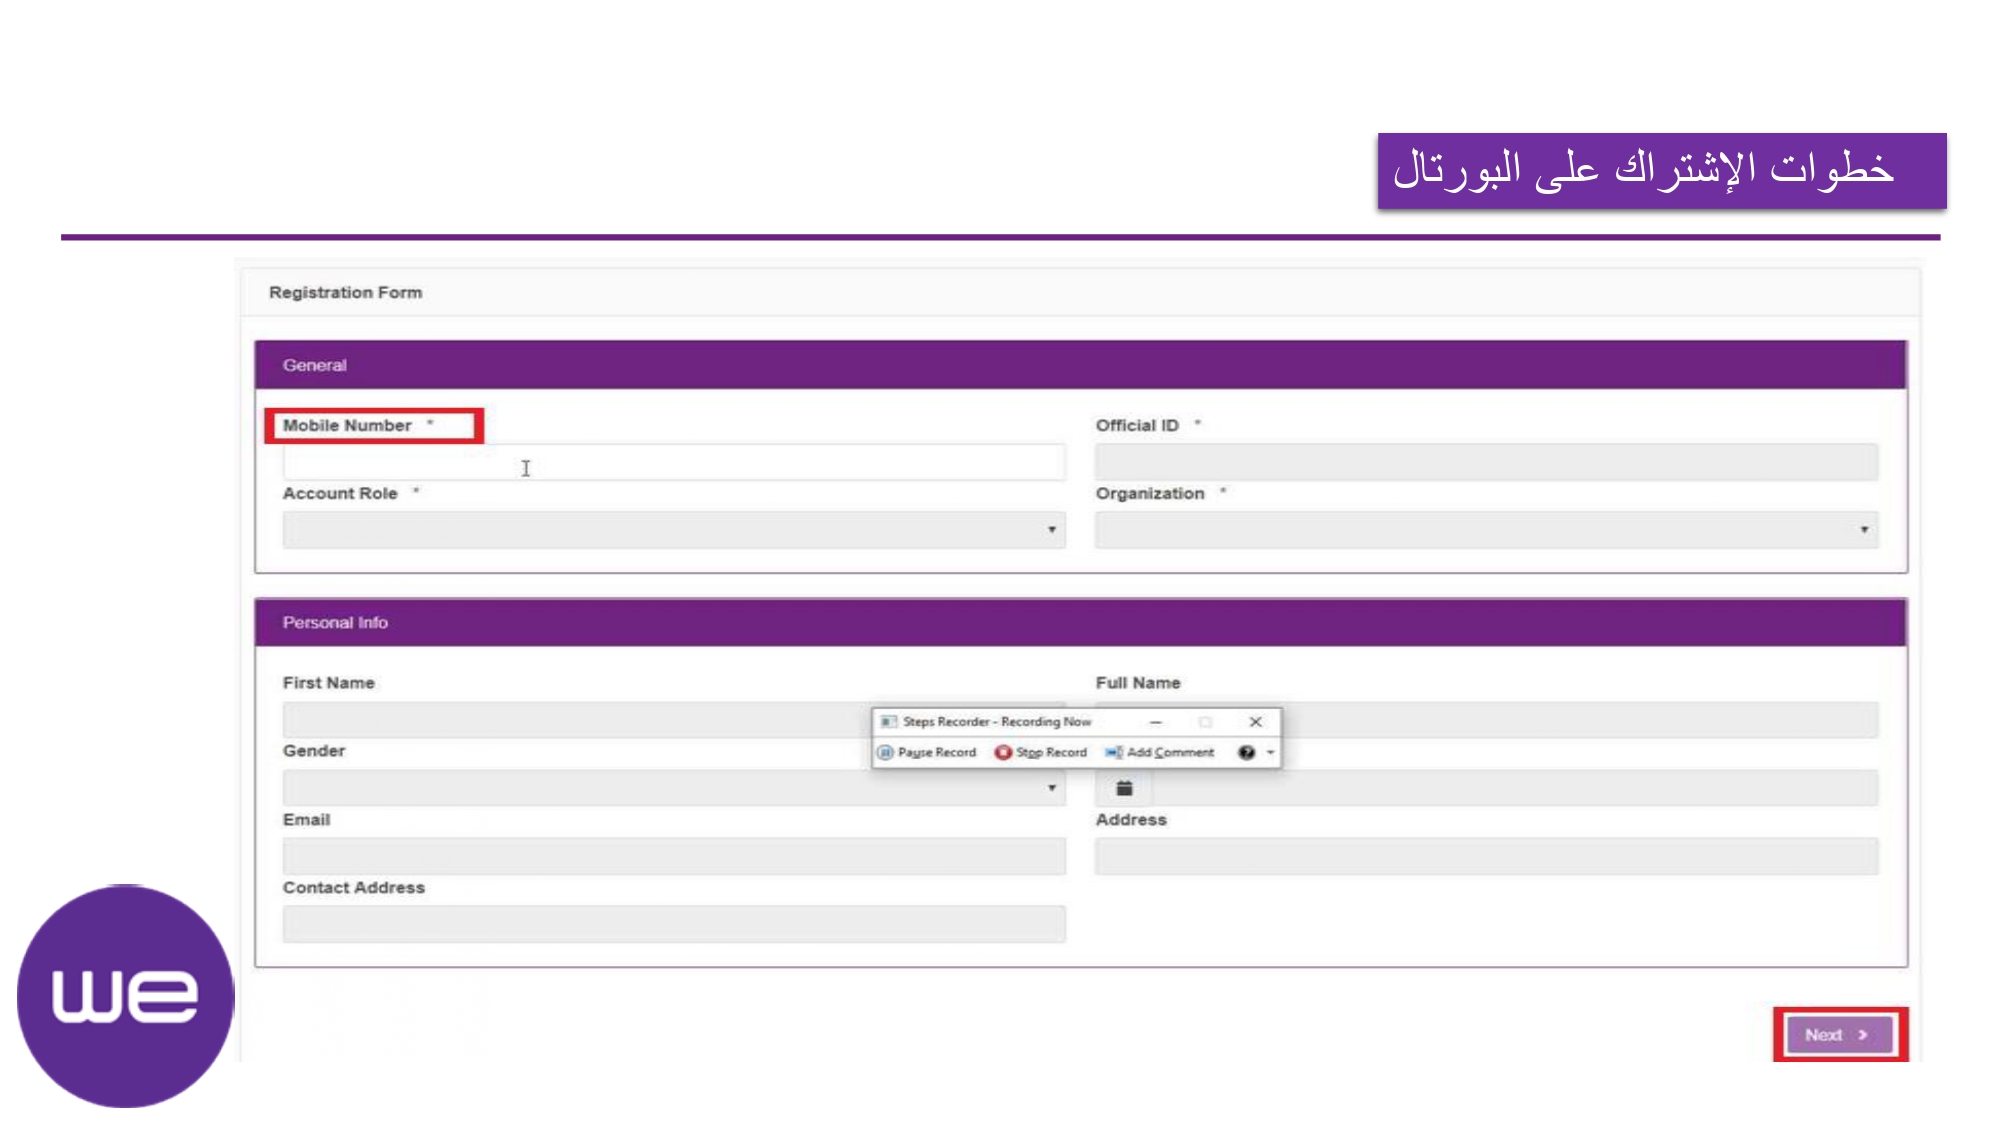 خطوات الإشتراك على البورتال
Registration Form
General
Mobile Number *
Official ID *
Account Role *
Organization *
Personal Info
First Name
Full Name
Steps Recorder - Recording Now
Pause Record Stop Record Add Comment
Gender
Email
Address
Contact Address
we
Next >